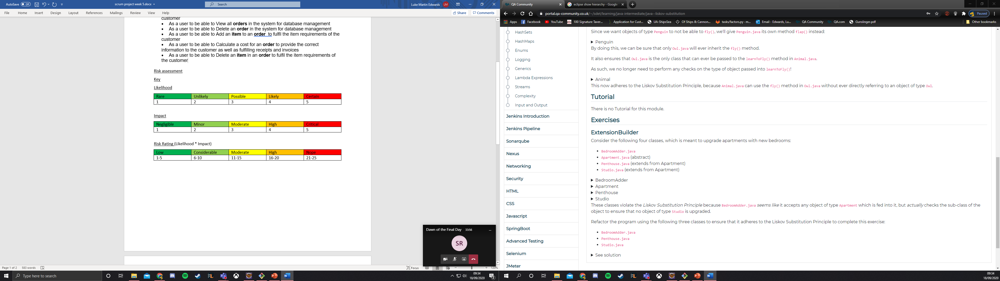 AutoSave Off
scrum project week 5.docx
Search
Luke Martin Edwards LM
File Home Insert Design Layout References Mailings Review View Help
Share Comments
customer
• As a user to be able to View all orders in the system for database management
• As a user to be able to Delete an order in the system for database management
• As a user to be able to Add an item to an order to fulfil the item requirements of the
customer
• As a user to be able to Calculate a cost for an order to provide the correct
information to the customer as well as fulfilling receipts and invoices
• As a user to be able to Delete an item in an order to fulfil the item requirements of
the customer
Risk assessment
Key
Likelihood
Rare Unlikely Possible Likely Certain
1 2 3 4 5
Impact
Negligible Minor Moderate High Critical
1 2 3 4 5
Risk Rating (Likelihood * Impact)
Low Considerable Moderate High Nope
1-5 6-10 11-15 16-20 21-25
Dawn of the Final Day 33:56
SR
Page 1 of 2 583 words
Focus
120%
Type here to search
09:34
18/09/2020
2
QA Community
eclipse show hierarchy - Google
portal.qa-community.co.uk/~/sdet/learning/java-intermediate/java--liskov-substitution
Paused
Apps Facebook YouTube 100 Signature Taver... Application for Cust... UA-ShipsSea Of Ships & Cannon... tasks/factors.py · m... Email - Edwards, Lu... QA Community QA.com Gunslinger.pdf Other bookmarks
HashSets
HashMaps
Enums
Logging
Generics
Lambda Expressions
Streams
Complexity
Input and Output
Jenkins Introduction
Jenkins Pipeline
Sonarqube
Nexus
Networking
Security
HTML
CSS
Javascript
SpringBoot
Advanced Testing
Selenium
JMeter
Since we want objects of type Penguin to not be able to fly(), we'll give Penguin.java its own method flap() instead:
Penguin
By doing this, we can be sure that only Owl.java will ever inherit the fly() method.
It also ensures that Owl.java is the only class that can ever be passed to the learnToFly() method in Animal.java.
As such, we no longer need to perform any checks on the type of object passed into learnToFly()!
Animal
This now adheres to the Liskov Substitution Principle, because Animal.java can use the fly() method in Owl.java without ever directly referring to an object of type Owl.
Tutorial
There is no Tutorial for this module.
Exercises
ExtensionBuilder
Consider the following four classes, which is meant to upgrade apartments with new bedrooms:
• BedroomAdder.java
• Apartment.java (abstract)
• Penthouse.java (extends from Apartment)
• Studio.java (extends from Apartment)
BedroomAdder
Apartment
Penthouse
Studio
These classes violate the Liskov Substitution Principle because BedroomAdder.java seems like it accepts any object of type Apartment which is fed into it, but actually checks the sub-class of the
object to ensure that no object of type Studio is upgraded.
Refactor the program using the following three classes to ensure that it adheres to the Liskov Substitution Principle to complete this exercise:
• BedroomAdder.java
• Penthouse.java
• Studio.java
See solution
09:34
18/09/2020